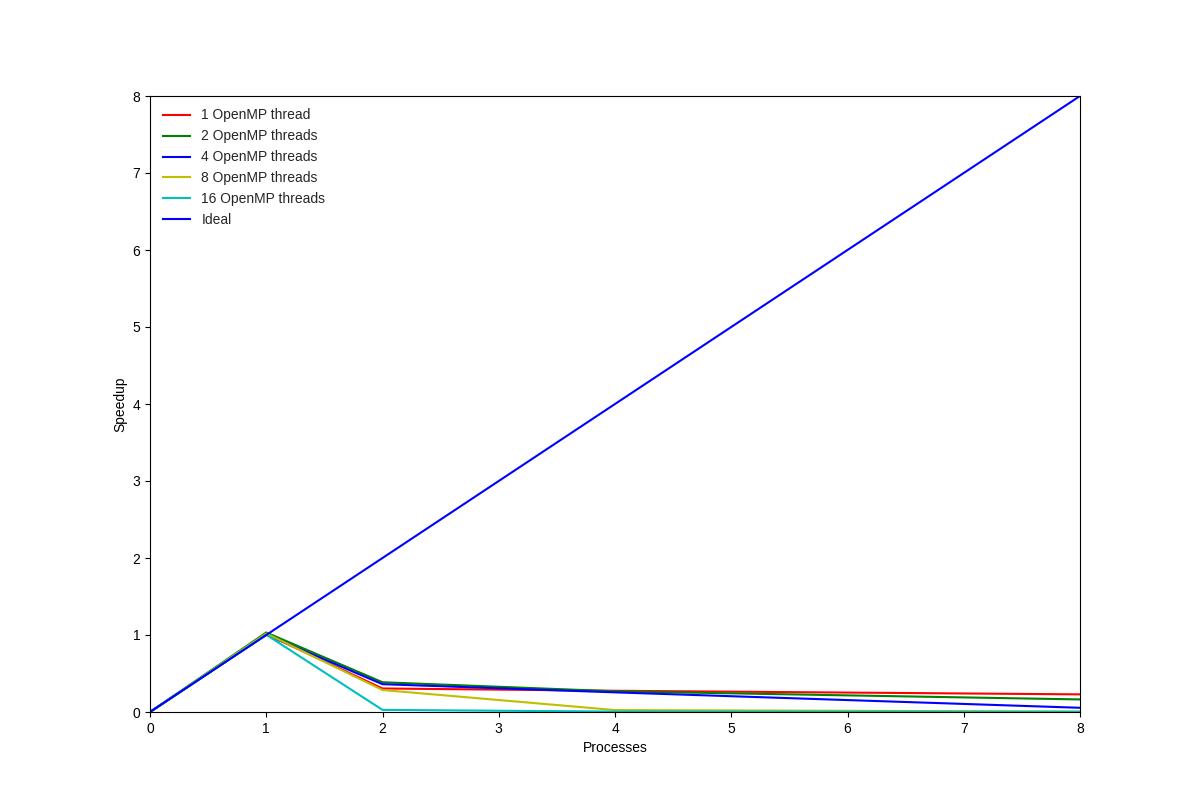 8
7
6
5
4
3
2
1
0
Speedup
1 OpenMP thread
2 OpenMP threads
4 OpenMP threads
8 OpenMP threads
16 OpenMP threads
Ideal
0 1 2 3 4 5 6 7 8
Processes